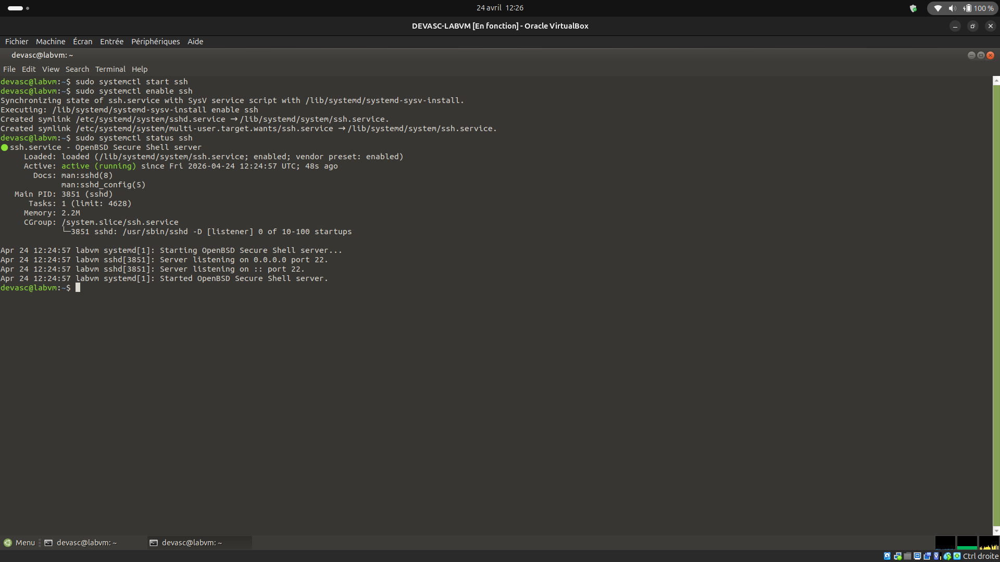 24 avril 12:26
100 %
DEVASC-LABVM [En fonction] - Oracle VirtualBox
Fichier Machine Écran Entrée Périphériques Aide
devasc@labvm: ~
File Edit View Search Terminal Help
devasc@labvm:~$ sudo systemctl start ssh
devasc@labvm:~$ sudo systemctl enable ssh
Synchronizing state of ssh.service with SysV service script with /lib/systemd/systemd-sysv-install.
Executing: /lib/systemd/systemd-sysv-install enable ssh
Created symlink /etc/systemd/system/sshd.service → /lib/systemd/system/ssh.service.
Created symlink /etc/systemd/system/multi-user.target.wants/ssh.service → /lib/systemd/system/ssh.service.
devasc@labvm:~$ sudo systemctl status ssh
● ssh.service - OpenBSD Secure Shell server
Loaded: loaded (/lib/systemd/system/ssh.service; enabled; vendor preset: enabled)
Active: active (running) since Fri 2026-04-24 12:24:57 UTC; 48s ago
Docs: man:sshd(8)
man:sshd_config(5)
Main PID: 3851 (sshd)
Tasks: 1 (limit: 4628)
Memory: 2.2M
CGroup: /system.slice/ssh.service
└─3851 sshd: /usr/sbin/sshd -D [listener] 0 of 10-100 startups
Apr 24 12:24:57 labvm systemd[1]: Starting OpenBSD Secure Shell server...
Apr 24 12:24:57 labvm sshd[3851]: Server listening on 0.0.0.0 port 22.
Apr 24 12:24:57 labvm sshd[3851]: Server listening on :: port 22.
Apr 24 12:24:57 labvm systemd[1]: Started OpenBSD Secure Shell server.
devasc@labvm:~$
Menu devasc@labvm: ~ devasc@labvm: ~
Ctrl droite